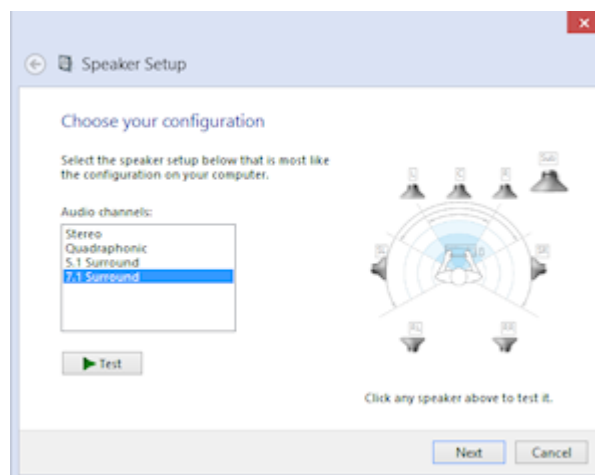 Speaker Setup
Choose your configuration
Select the speaker setup below that is most like
the configuration on your computer.
Audio channels:
Stereo
Quadraphonic
5.1 Surround
7.1 Surround
Test
L C R Sub
Click any speaker above to test it.
Next Cancel